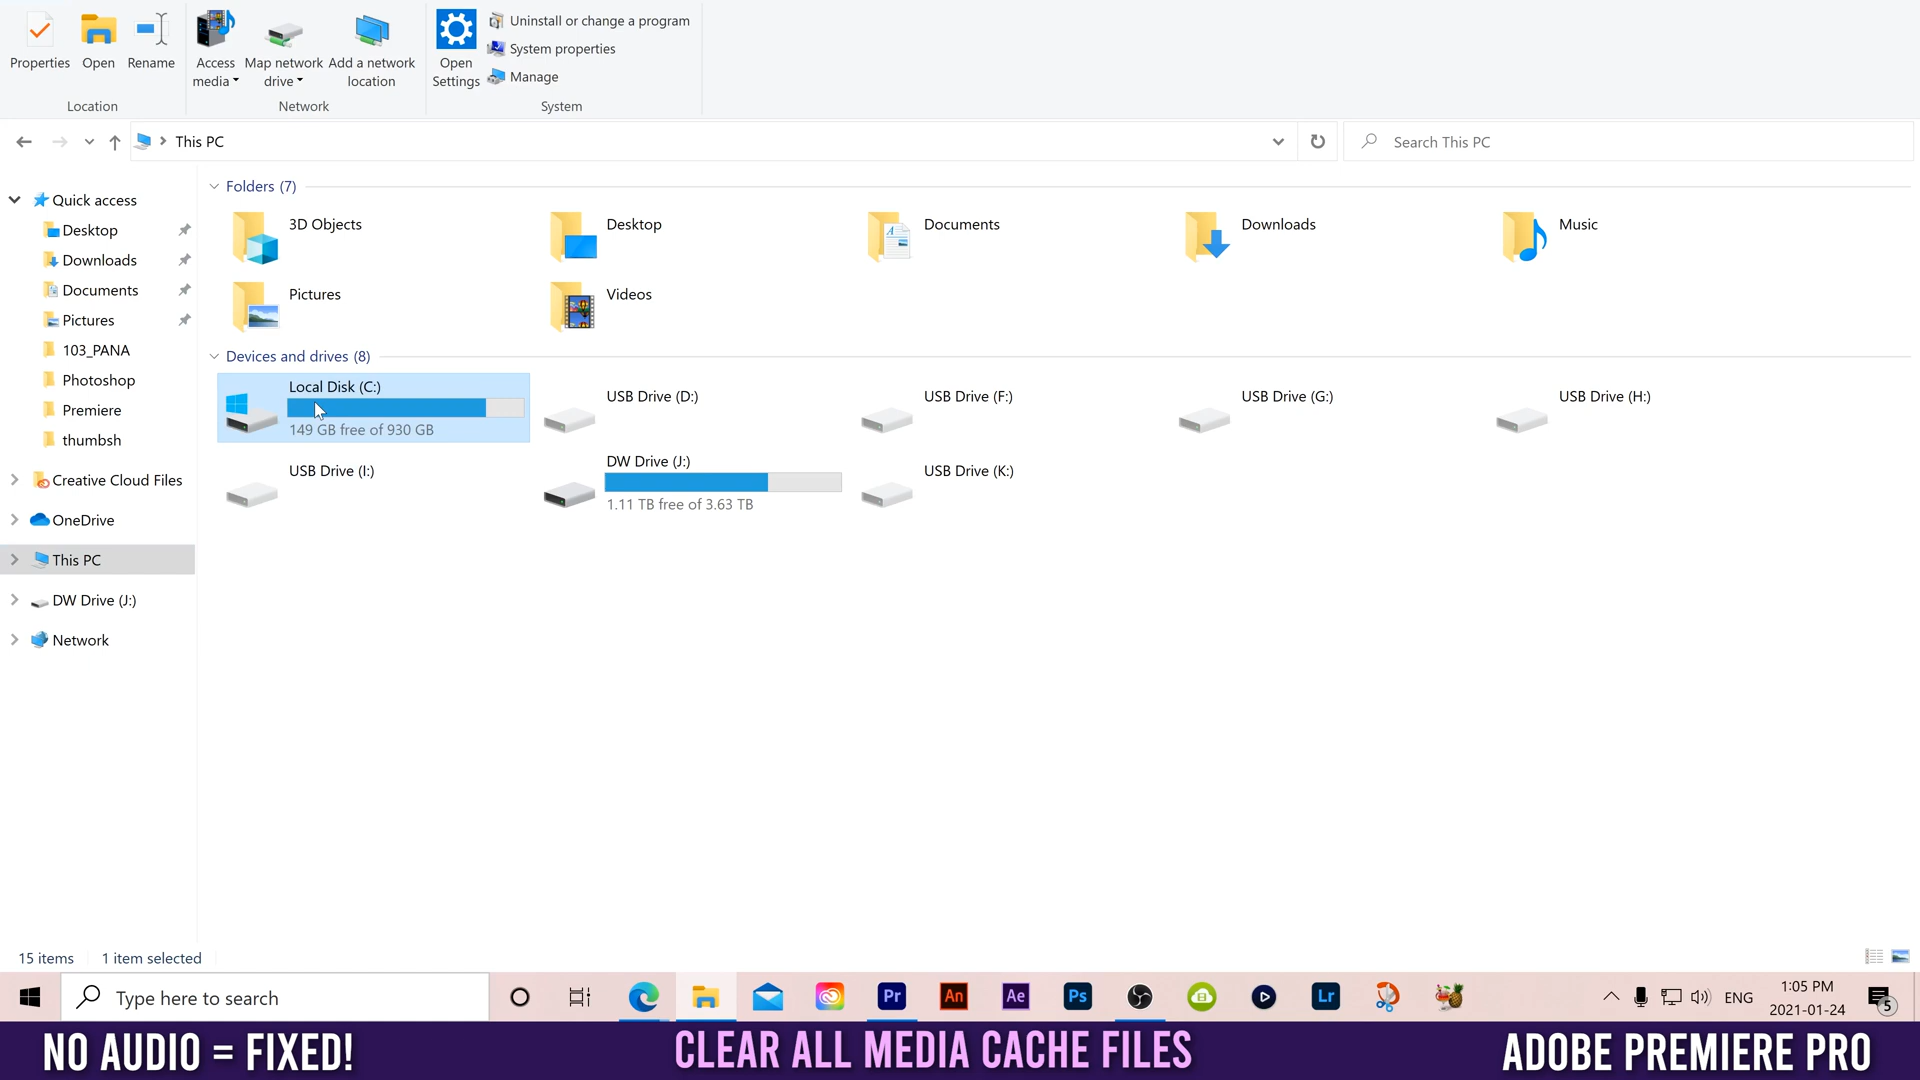 Properties
Open
Rename
Location
Access media
Map network drive
Add a network location
Network
Open Settings
Uninstall or change a program
System properties
Manage
System
This PC
Search This PC
Quick access
Desktop
Downloads
Documents
Pictures
103_PANA
Photoshop
Premiere
thumbsh
Creative Cloud Files
OneDrive
This PC
DW Drive (J:)
Network
Folders (7)
3D Objects
Desktop
Documents
Downloads
Music
Pictures
Videos
Devices and drives (8)
Local Disk (C:)
149 GB free of 930 GB
USB Drive (D:)
USB Drive (F:)
USB Drive (G:)
USB Drive (H:)
USB Drive (I:)
DW Drive (J:)
1.11 TB free of 3.63 TB
USB Drive (K:)
15 items
1 item selected
Type here to search
Pr
An
Ae
Ps
Lr
ENG
1:05 PM
2021-01-24
5
NO AUDIO = FIXED!
CLEAR ALL MEDIA CACHE FILES
ADOBE PREMIERE PRO